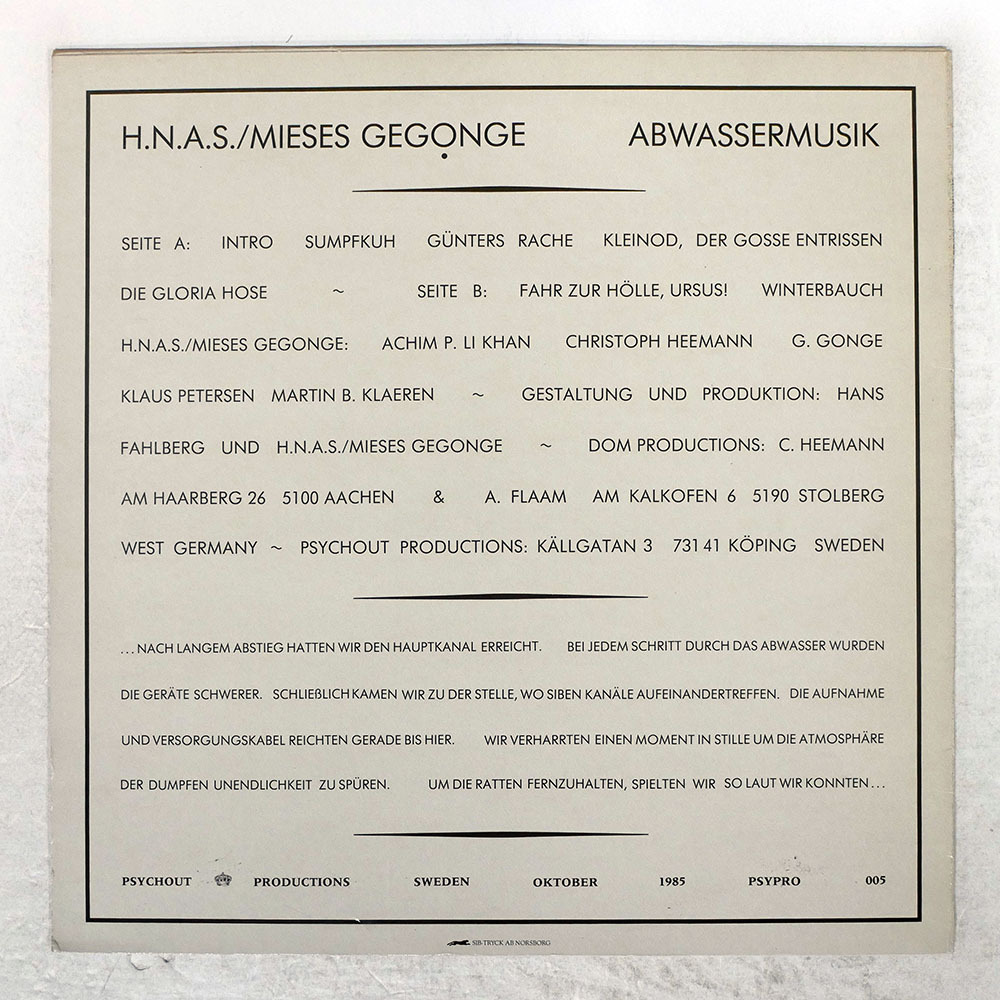 H.N.A.S./MIESES GEGỌNGE ABWASSERMUSIK
SEITE A: INTRO SUMPFKUH GÜNTERS RACHE KLEINOD, DER GOSSE ENTRISSEN
DIE GLORIA HOSE ~ SEITE B: FAHR ZUR HÖLLE, URSUS! WINTERBAUCH
H.N.A.S./MIESES GEGONGE: ACHIM P. LI KHAN CHRISTOPH HEEMANN G. GONGE
KLAUS PETERSEN MARTIN B. KLAEREN ~ GESTALTUNG UND PRODUKTION: HANS
FAHLBERG UND H.N.A.S./MIESES GEGONGE ~ DOM PRODUCTIONS: C. HEEMANN
AM HAARBERG 26 5100 AACHEN & A. FLAAM AM KALKOFEN 6 5190 STOLBERG
WEST GERMANY ~ PSYCHOUT PRODUCTIONS: KÄLLGATAN 3 731 41 KÖPING SWEDEN
...NACH LANGEM ABSTIEG HATTEN WIR DEN HAUPTKANAL ERREICHT. BEI JEDEM SCHRITT DURCH DAS ABWASSER WURDEN
DIE GERÄTE SCHWERER. SCHLIEßLICH KAMEN WIR ZU DER STELLE, WO SIBEN KANÄLE AUFEINANDERTREFFEN. DIE AUFNAHME
UND VERSORGUNGSKABEL REICHTEN GERADE BIS HIER. WIR VERHARRTEN EINEN MOMENT IN STILLE UM DIE ATMOSPHÄRE
DER DUMPFEN UNENDLICHKEIT ZU SPÜREN. UM DIE RATTEN FERNZUHALTEN, SPIELTEN WIR SO LAUT WIR KONNTEN...
PSYCHOUT PRODUCTIONS SWEDEN OKTOBER 1985 PSYPRO 005
SIB-TRYCK AB NORSBORG